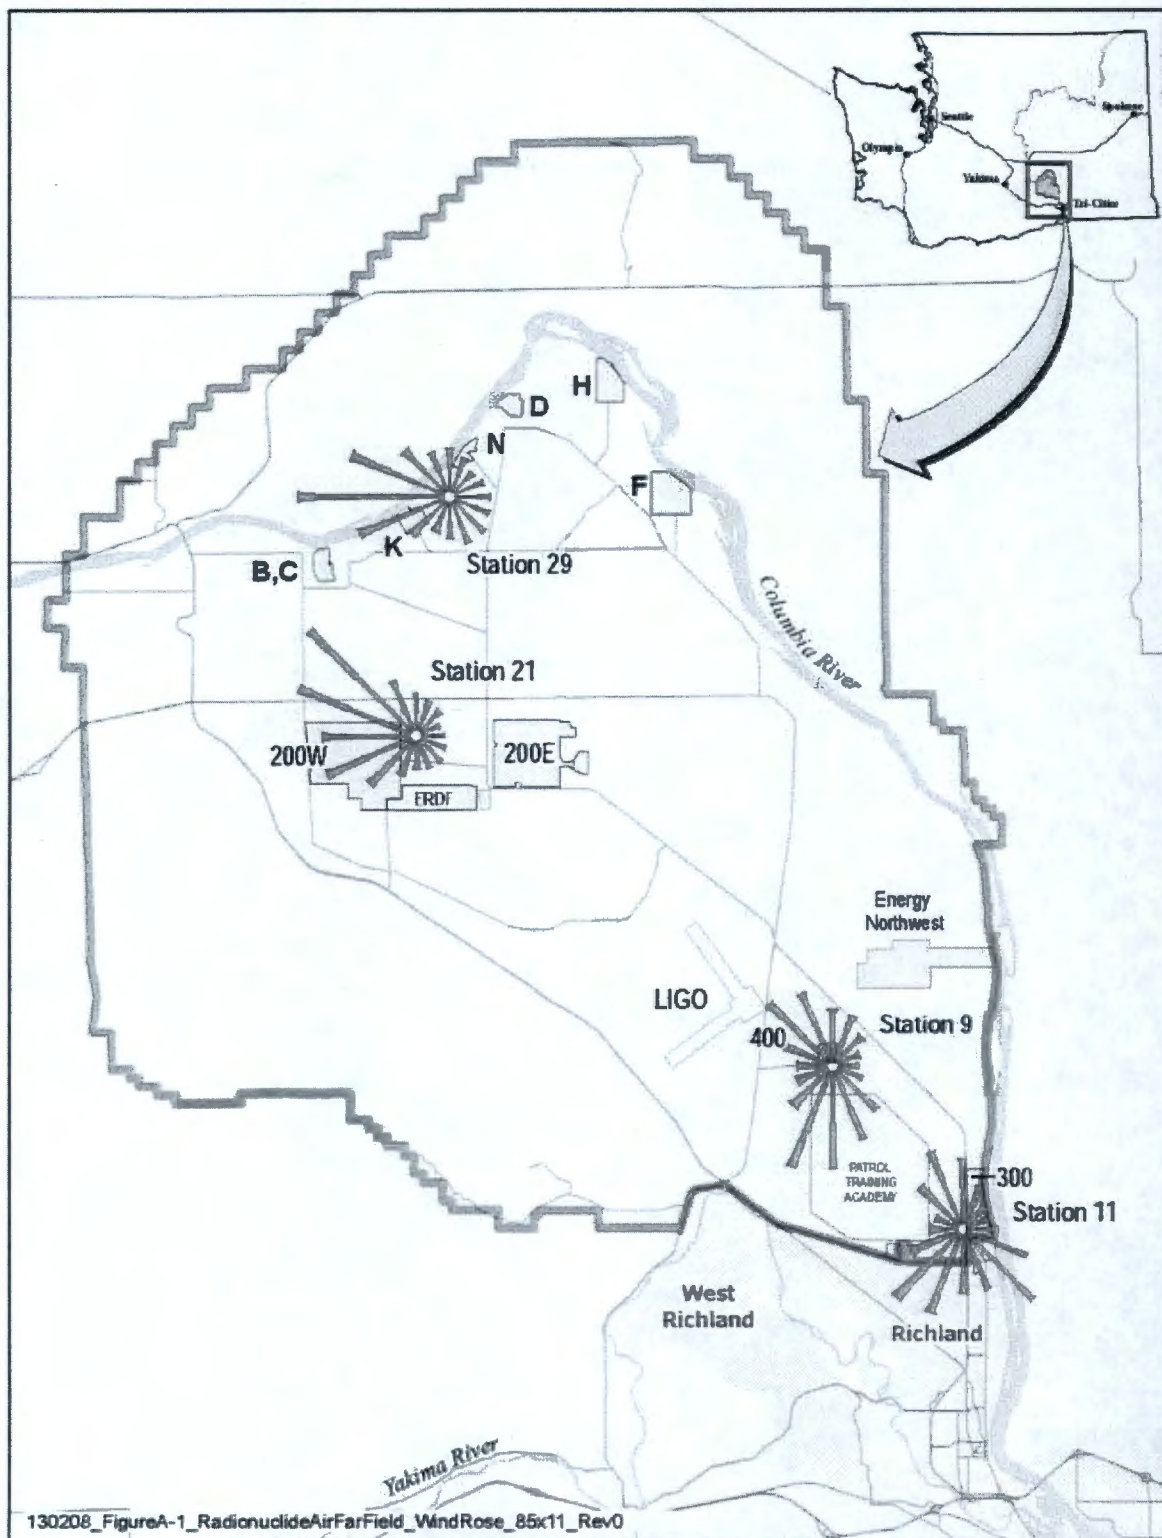 Seattle
Spokane
Olympia
Yakima
Tri-Cities
H
D
N
F
K
B,C
Station 29
Columbia River
Station 21
200W
200E
ERDF
Energy
Northwest
LIGO
Station 9
400
PATROL
TRAINING
ACADEMY
300
Station 11
West
Richland
Richland
Yakima River
130208_FigureA-1_RadionuclideAirFarField_WindRose_85x11_Rev0